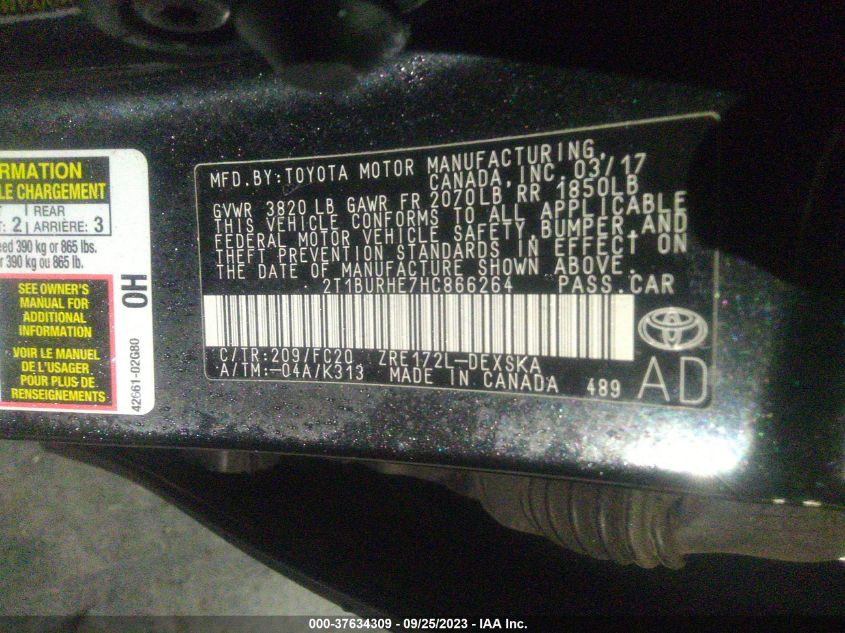 RMATION
LE CHARGEMENT
REAR
: 2 ARRIÈRE: 3
eed 390 kg or 865 lbs.
r 390 kg ou 865 lb.
SEE OWNER'S
MANUAL FOR
ADDITIONAL
INFORMATION
VOIR LE MANUEL
DE L'USAGER
POUR PLUS DE
RENSEIGNEMENTS
0H
42661-02G80
MFD.BY:TOYOTA MOTOR MANUFACTURING,
CANADA,INC.03/17
GVWR 3820LB GAWR FR 2070LB RR 1850LB
THIS VEHICLE CONFORMS TO ALL APPLICABLE
FEDERAL MOTOR VEHICLE SAFETY,BUMPER,AND
THEFT PREVENTION STANDARDS IN EFFECT ON
THE DATE OF MANUFACTURE SHOWN ABOVE.
2T1BURHE7HC866264 PASS.CAR
C/TR:209/FC20 ZRE172L-DEXSKA
A/TM:-04A/K313 MADE IN CANADA 489
AD
000-37634309 - 09/25/2023 - IAA Inc.